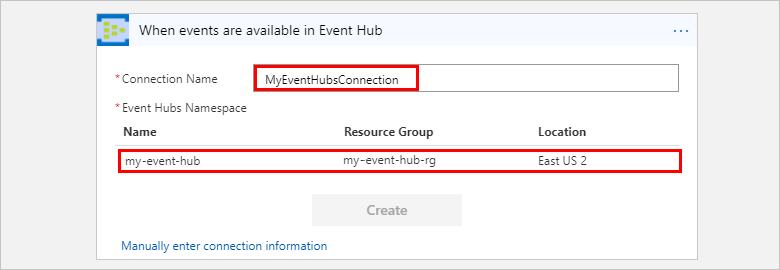 When events are available in Event Hub
...
* Connection Name MyEventHubsConnection
* Event Hubs Namespace
Name Resource Group Location
my-event-hub my-event-hub-rg East US 2
Create
Manually enter connection information